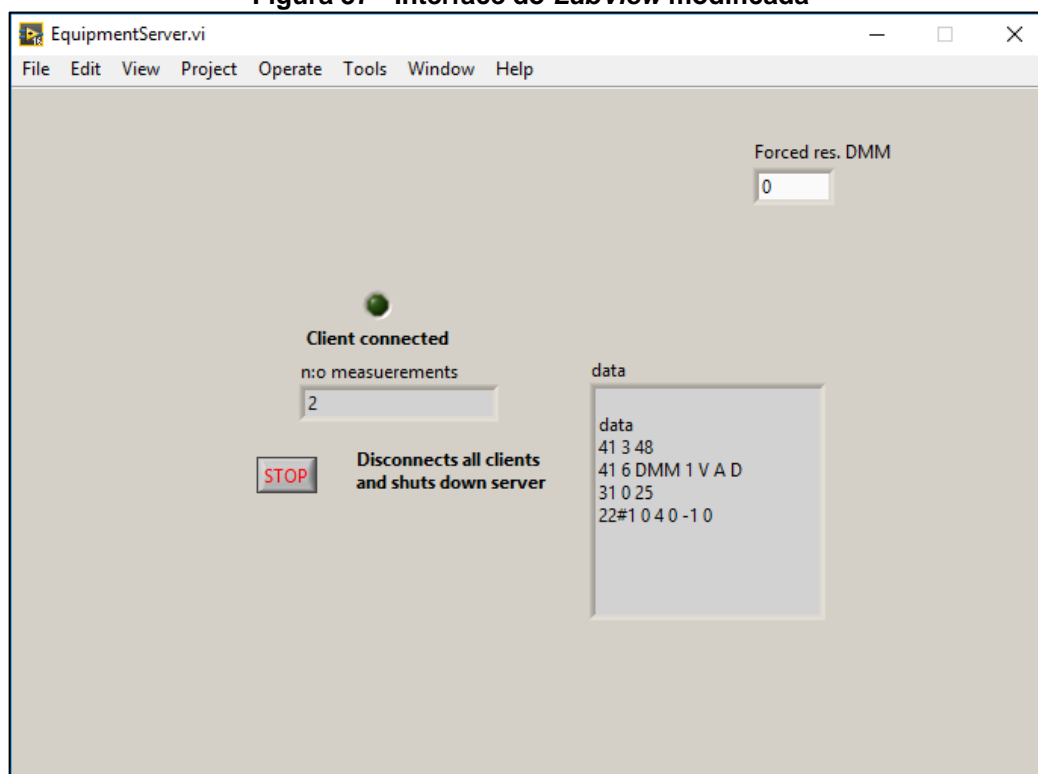 Figura 37 - Interface do LabView modificada
EquipmentServer.vi
File Edit View Project Operate Tools Window Help
Forced res. DMM
0
Client connected
n:o measuerements
2
STOP
Disconnects all clients
and shuts down server
data
data
41 3 48
41 6 DMM 1 V A D
31 0 25
22#1 0 4 0 -1 0